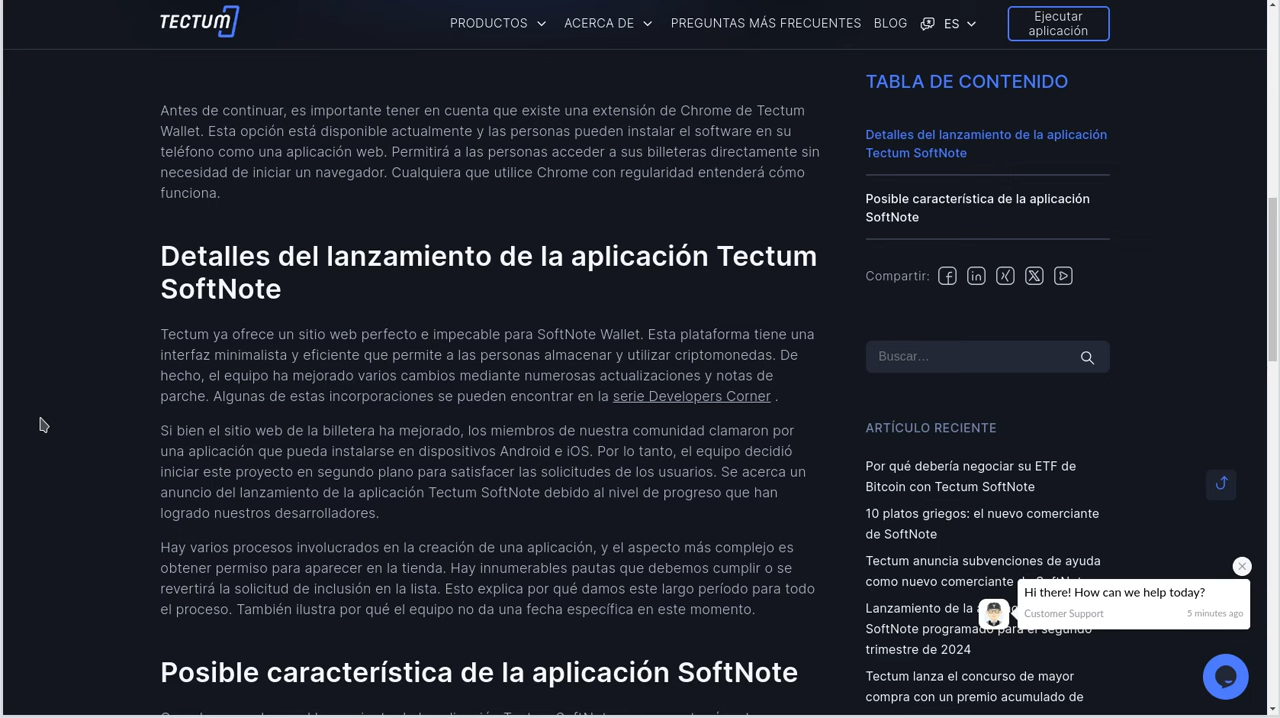 TECTUM
PRODUCTOS
ACERCA DE
PREGUNTAS MÁS FRECUENTES
BLOG
ES
Ejecutar
aplicación
Antes de continuar, es importante tener en cuenta que existe una extensión de Chrome de Tectum
Wallet. Esta opción está disponible actualmente y las personas pueden instalar el software en su
teléfono como una aplicación web. Permitirá a las personas acceder a sus billeteras directamente sin
necesidad de iniciar un navegador. Cualquiera que utilice Chrome con regularidad entenderá cómo
funciona.
Detalles del lanzamiento de la aplicación Tectum
SoftNote
Tectum ya ofrece un sitio web perfecto e impecable para SoftNote Wallet. Esta plataforma tiene una
interfaz minimalista y eficiente que permite a las personas almacenar y utilizar criptomonedas. De
hecho, el equipo ha mejorado varios cambios mediante numerosas actualizaciones y notas de
parche. Algunas de estas incorporaciones se pueden encontrar en la serie Developers Corner .
Si bien el sitio web de la billetera ha mejorado, los miembros de nuestra comunidad clamaron por
una aplicación que pueda instalarse en dispositivos Android e iOS. Por lo tanto, el equipo decidió
iniciar este proyecto en segundo plano para satisfacer las solicitudes de los usuarios. Se acerca un
anuncio del lanzamiento de la aplicación Tectum SoftNote debido al nivel de progreso que han
logrado nuestros desarrolladores.
Hay varios procesos involucrados en la creación de una aplicación, y el aspecto más complejo es
obtener permiso para aparecer en la tienda. Hay innumerables pautas que debemos cumplir o se
revertirá la solicitud de inclusión en la lista. Esto explica por qué damos este largo período para todo
el proceso. También ilustra por qué el equipo no da una fecha específica en este momento.
Posible característica de la aplicación SoftNote
TABLA DE CONTENIDO
Detalles del lanzamiento de la aplicación
Tectum SoftNote
Posible característica de la aplicación
SoftNote
Compartir:
Buscar...
ARTÍCULO RECIENTE
Por qué debería negociar su ETF de
Bitcoin con Tectum SoftNote
10 platos griegos: el nuevo comerciante
de SoftNote
Tectum anuncia subvenciones de ayuda
como nuevo comerciante de
Lanzamiento de la
SoftNote programado para el segundo
trimestre de 2024
Tectum lanza el concurso de mayor
compra con un premio acumulado de
Hi there! How can we help today?
Customer Support
5 minutes ago